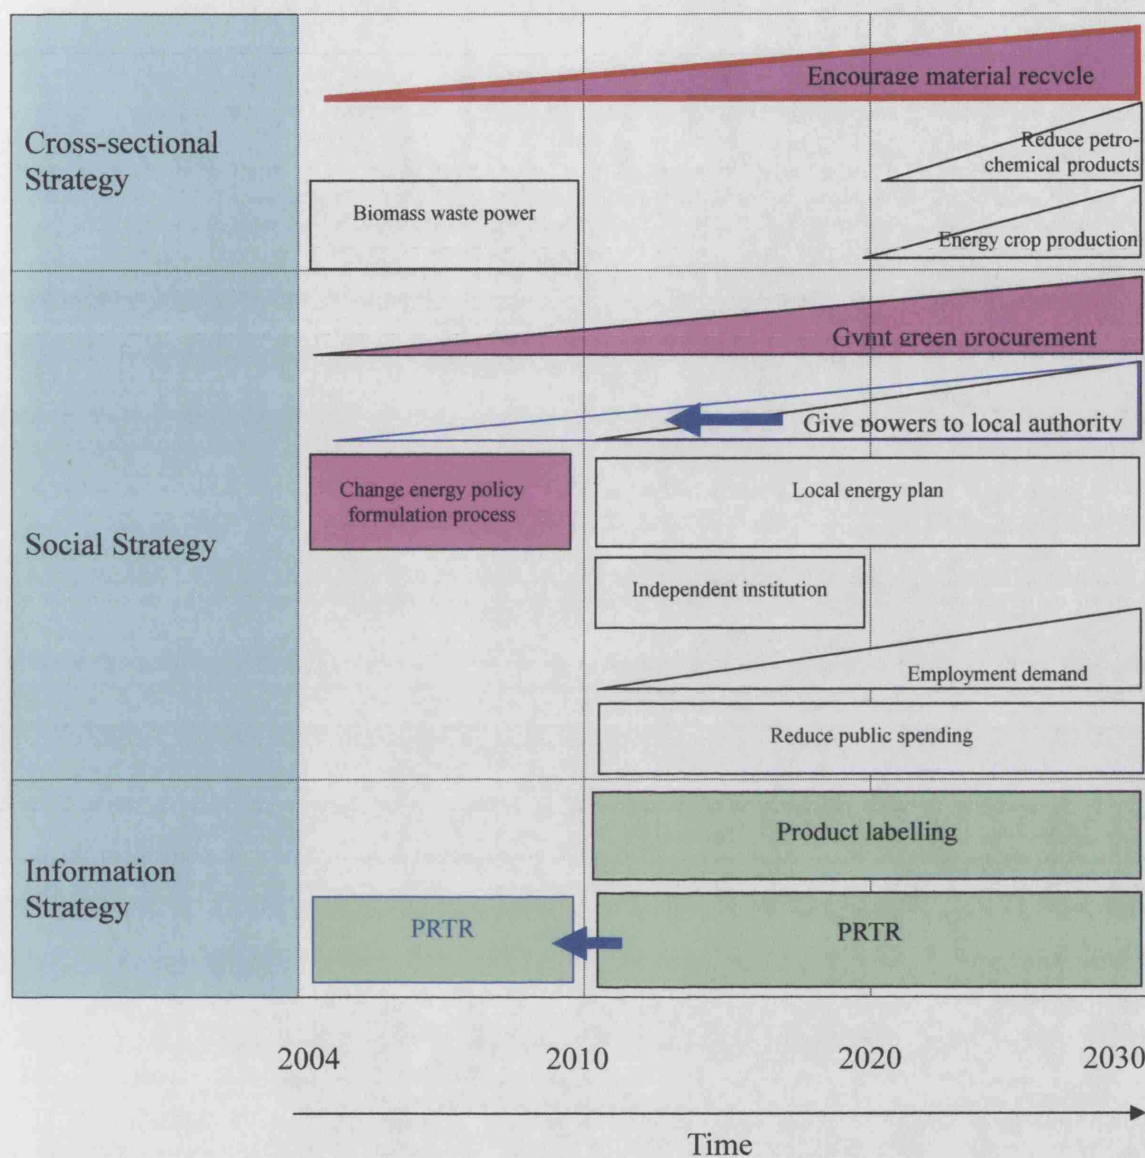 Encourage material recycle
Cross-sectional
Strategy
Reduce petro-
chemical products
Biomass waste power
Energy crop production
Gvmt green procurement
Give powers to local authority
Change energy policy
formulation process
Local energy plan
Social Strategy
Independent institution
Employment demand
Reduce public spending
Product labelling
Information
Strategy
PRTR
PRTR
2004
2010
2020
2030
Time